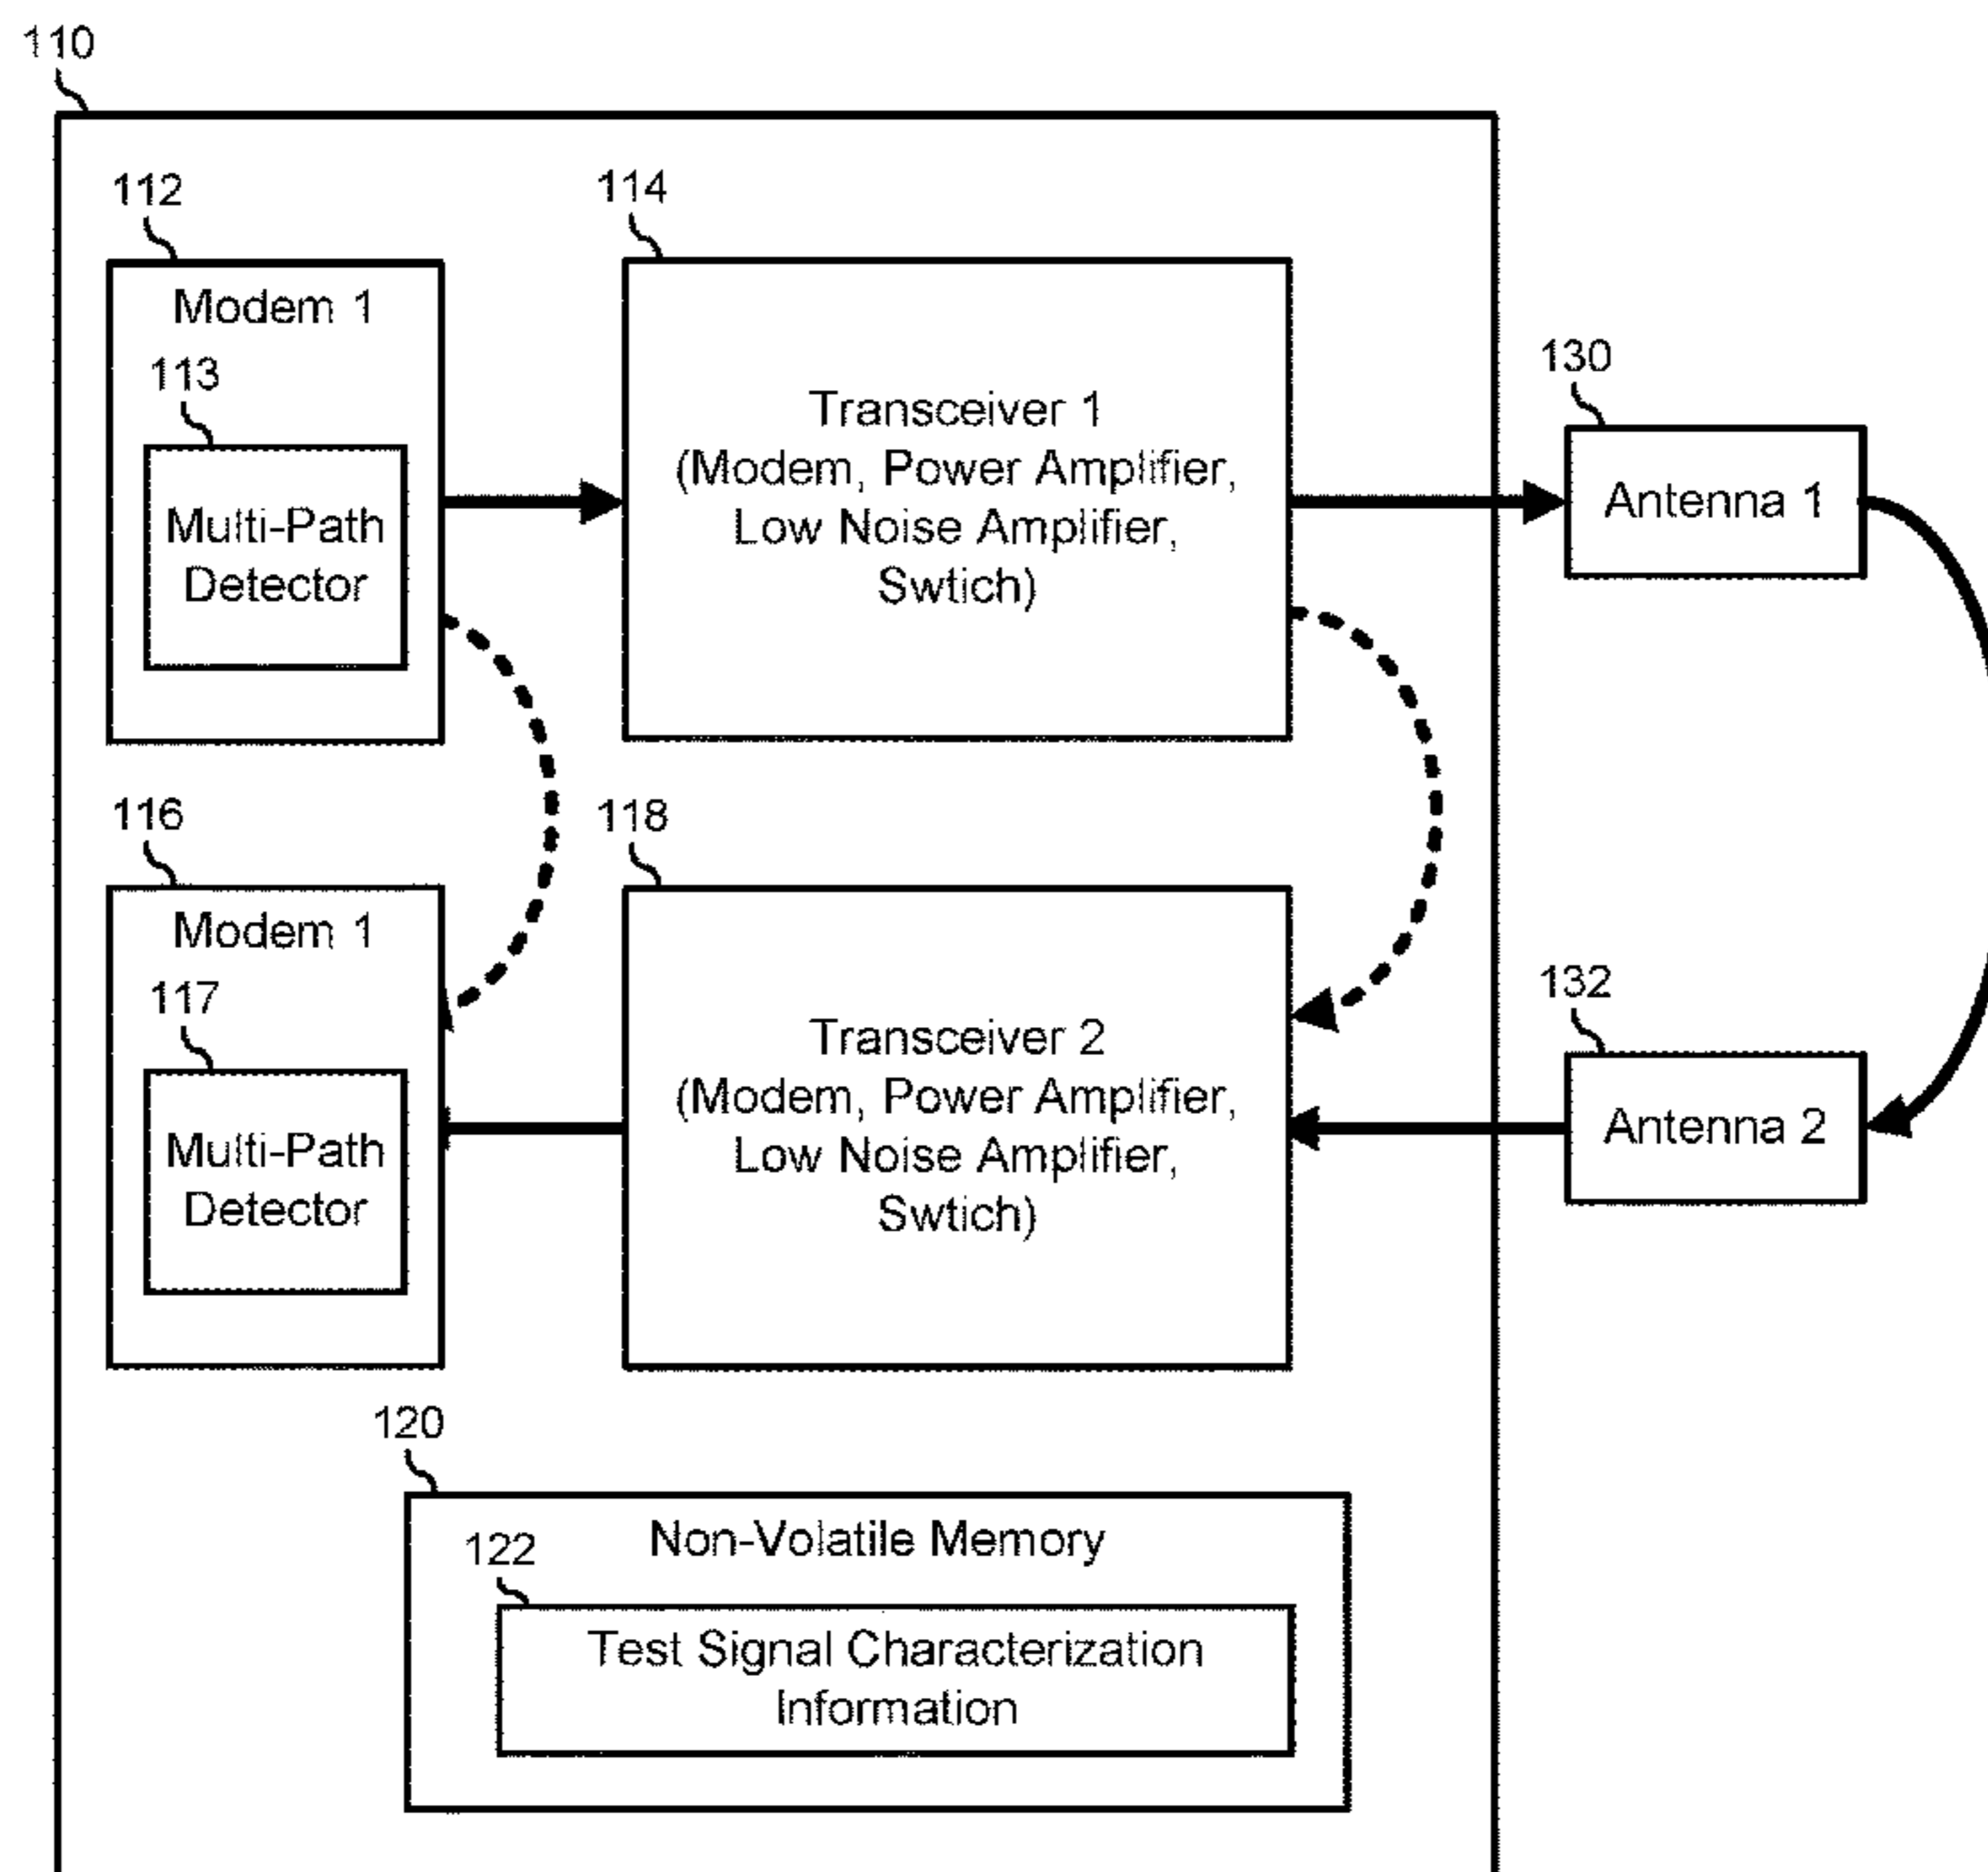 110
112
114
Modem 1
113
Multi-Path
Detector
Transceiver 1
(Modem, Power Amplifier,
Low Noise Amplifier,
Swtich)
130
Antenna 1
116
118
Modem 1
117
Multi-Path
Detector
Transceiver 2
(Modem, Power Amplifier,
Low Noise Amplifier,
Swtich)
132
Antenna 2
120
Non-Volatile Memory
122
Test Signal Characterization
Information